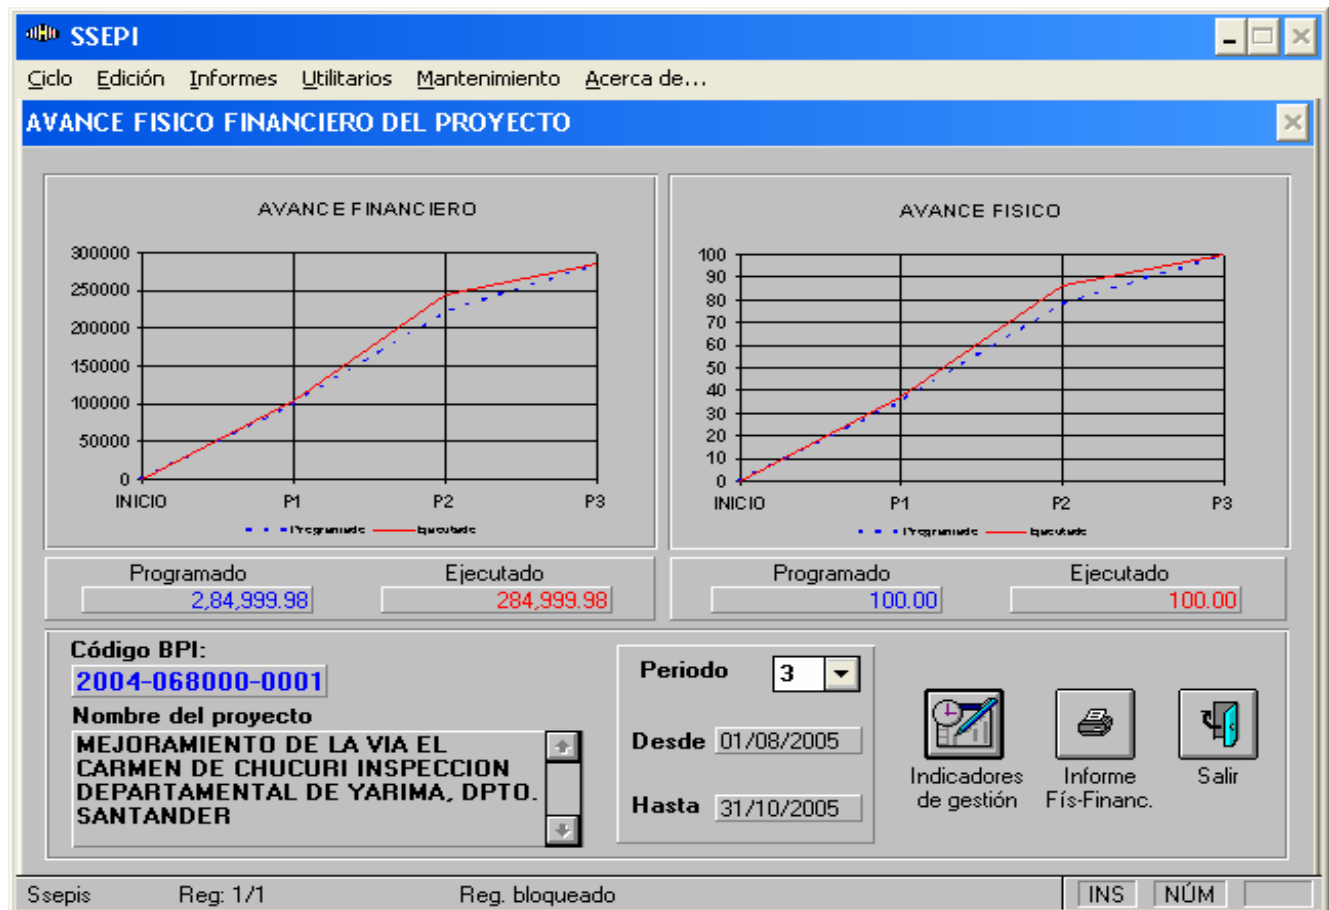 SSEPI
Ciclo Edición Informes Utilitarios Mantenimiento Acerca de...
AVANCE FISICO FINANCIERO DEL PROYECTO
AVANCE FINANCIERO
300000
250000
200000
150000
100000
50000
0
INICIO P1 P2 P3
Programado Ejecutado
AVANCE FISICO
100
90
80
70
60
50
40
30
20
10
0
INICIO P1 P2 P3
Programado Ejecutado
Programado Ejecutado
2,84,999.98 284,999.98
Programado Ejecutado
100.00 100.00
Código BPI:
2004-068000-0001
Nombre del proyecto
MEJORAMIENTO DE LA VIA EL
CARMEN DE CHUCURI INSPECCION
DEPARTAMENTAL DE YARIMA, DPTO.
SANTANDER
Periodo 3
Desde 01/08/2005
Hasta 31/10/2005
Indicadores
de gestión
Informe
Fís-Financ.
Salir
Ssepis Reg: 1/1 Reg. bloqueado INS NÚM